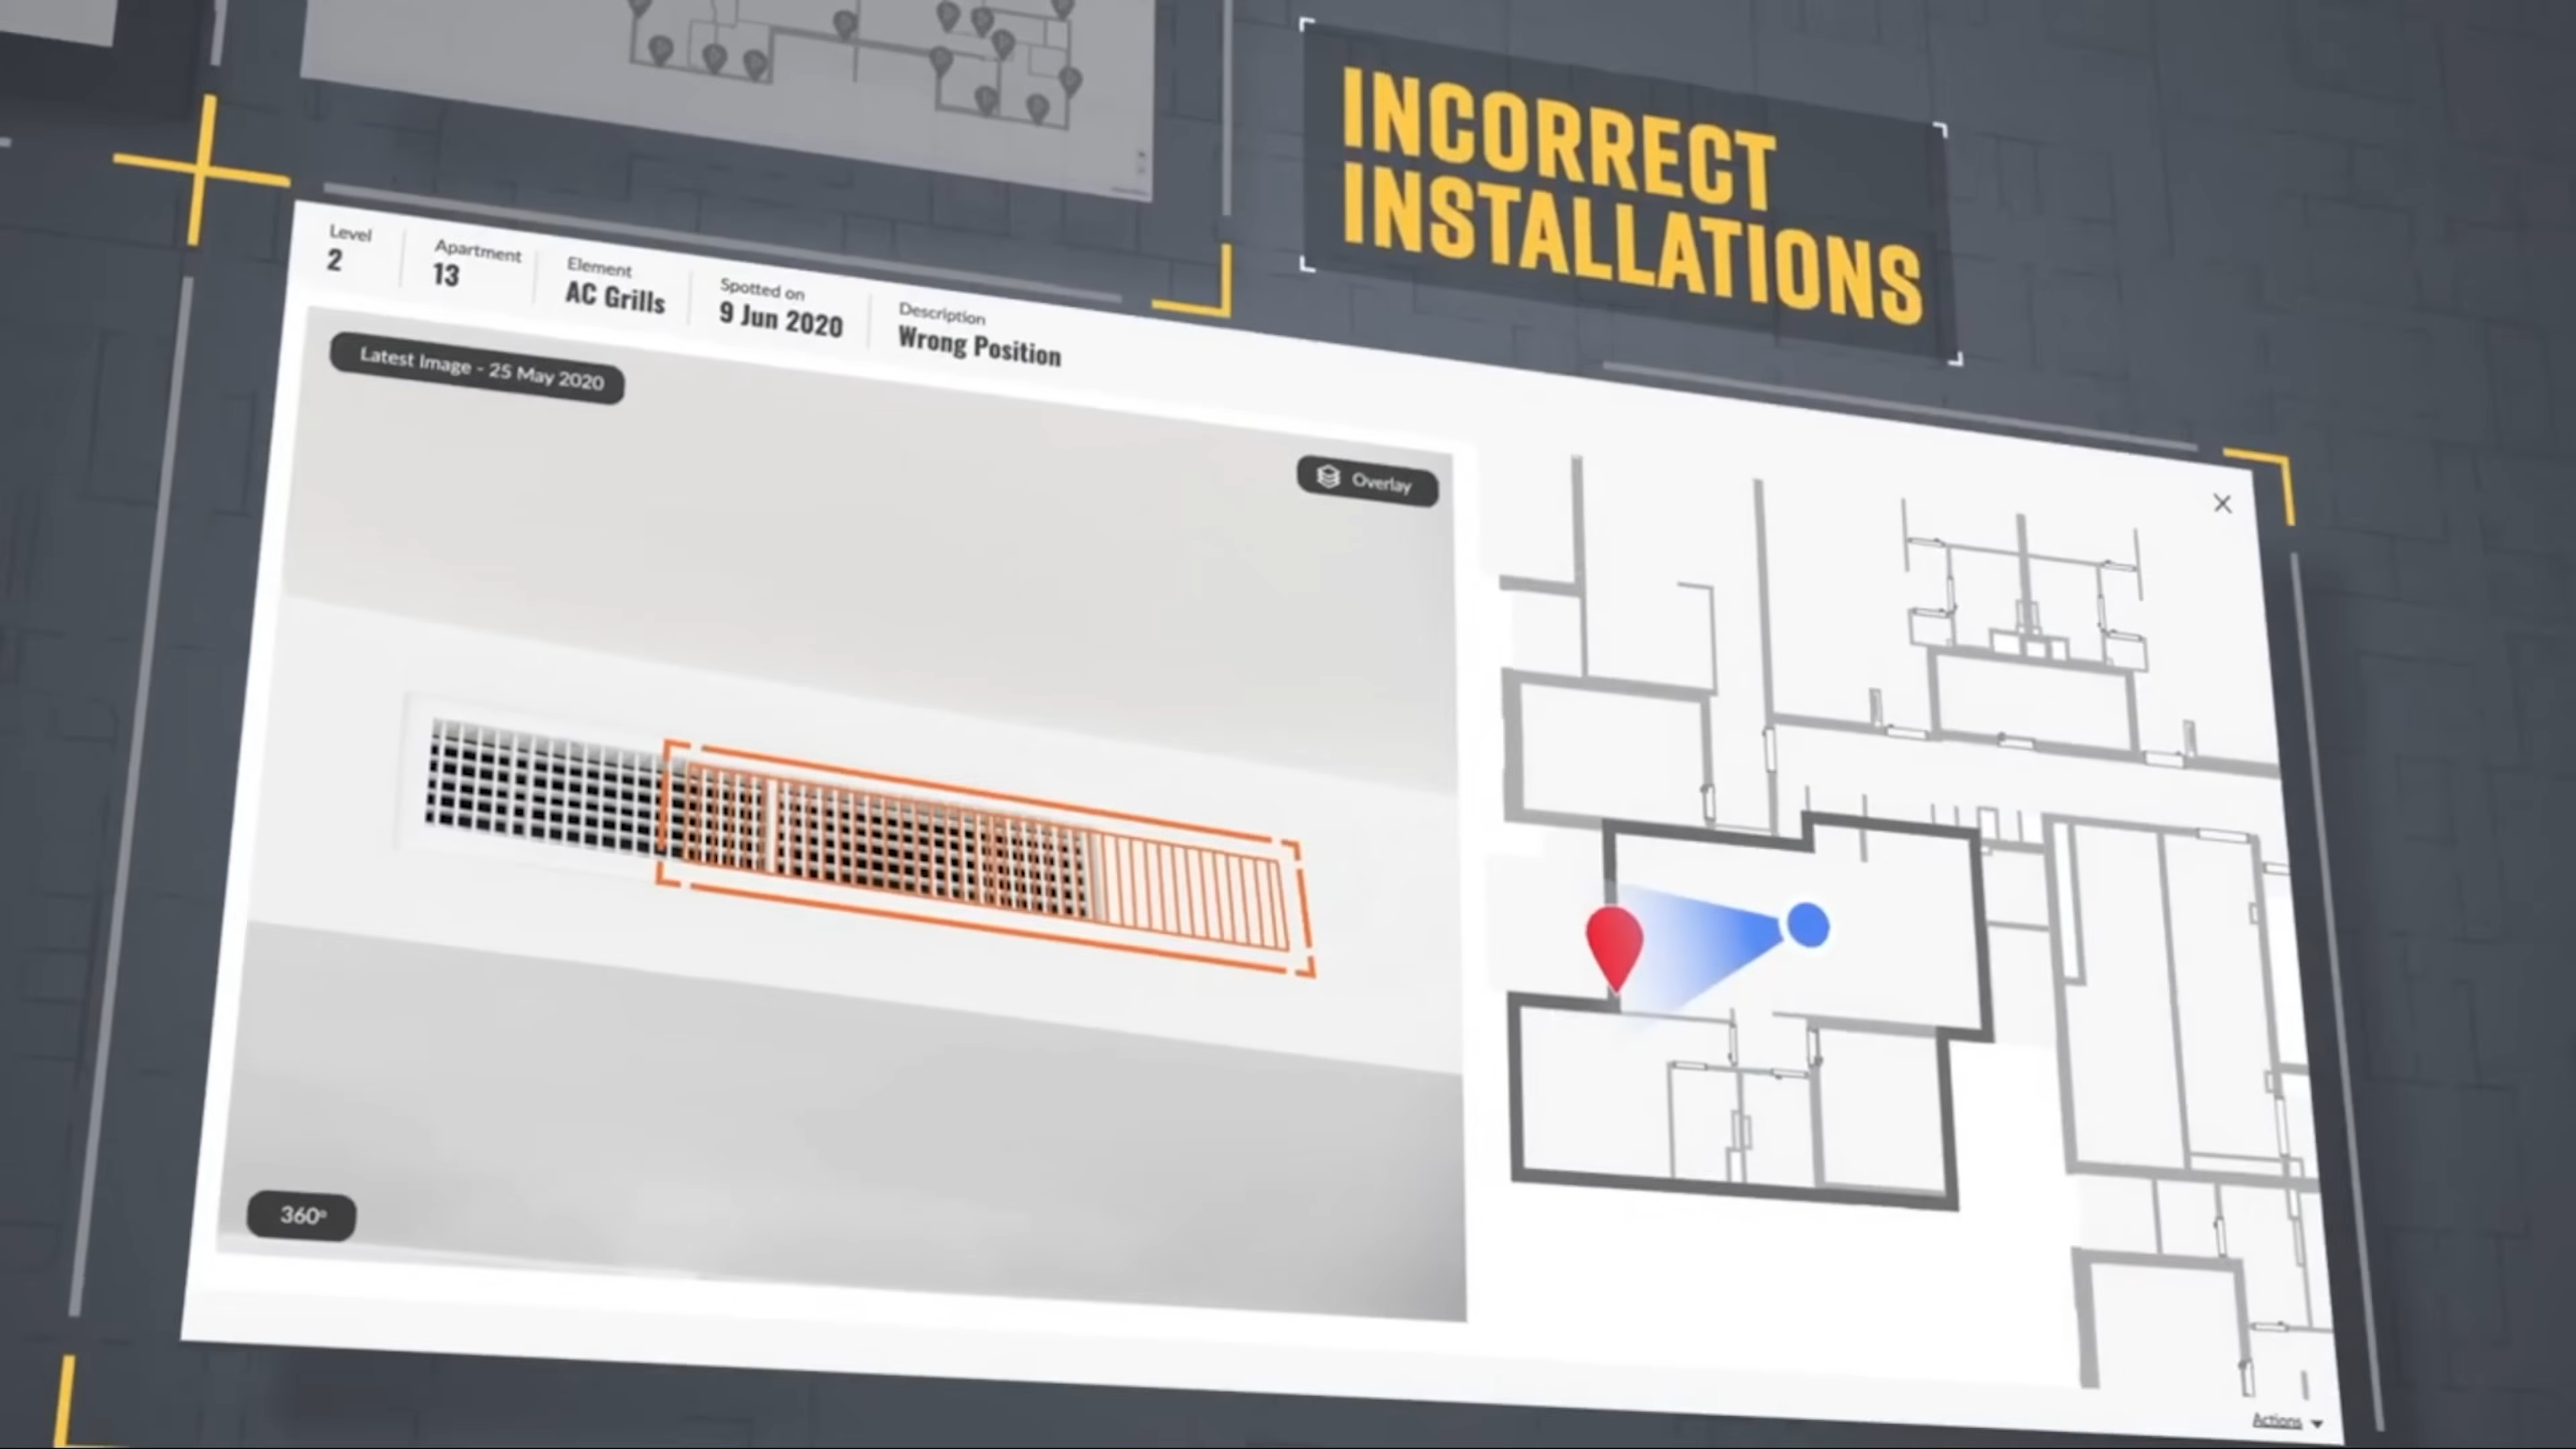 INCORRECT
INSTALLATIONS
Level
2
Apartment
13
Element
AC Grills
Spotted on
9 Jun 2020
Description
Wrong Position
Latest Image - 25 May 2020
Overlay
360°
Actions